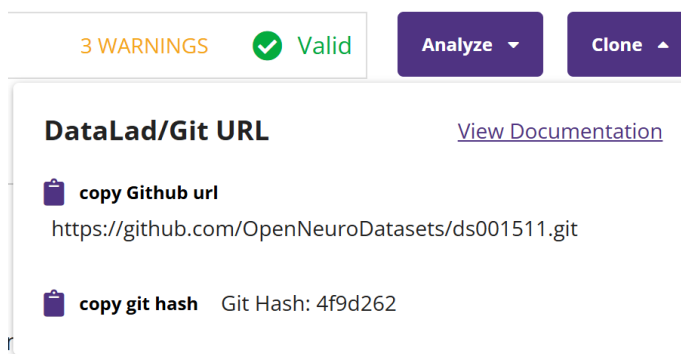 3 WARNINGS Valid Analyze Clone
DataLad/Git URL View Documentation
copy Github url
https://github.com/OpenNeuroDatasets/ds001511.git
copy git hash Git Hash: 4f9d262